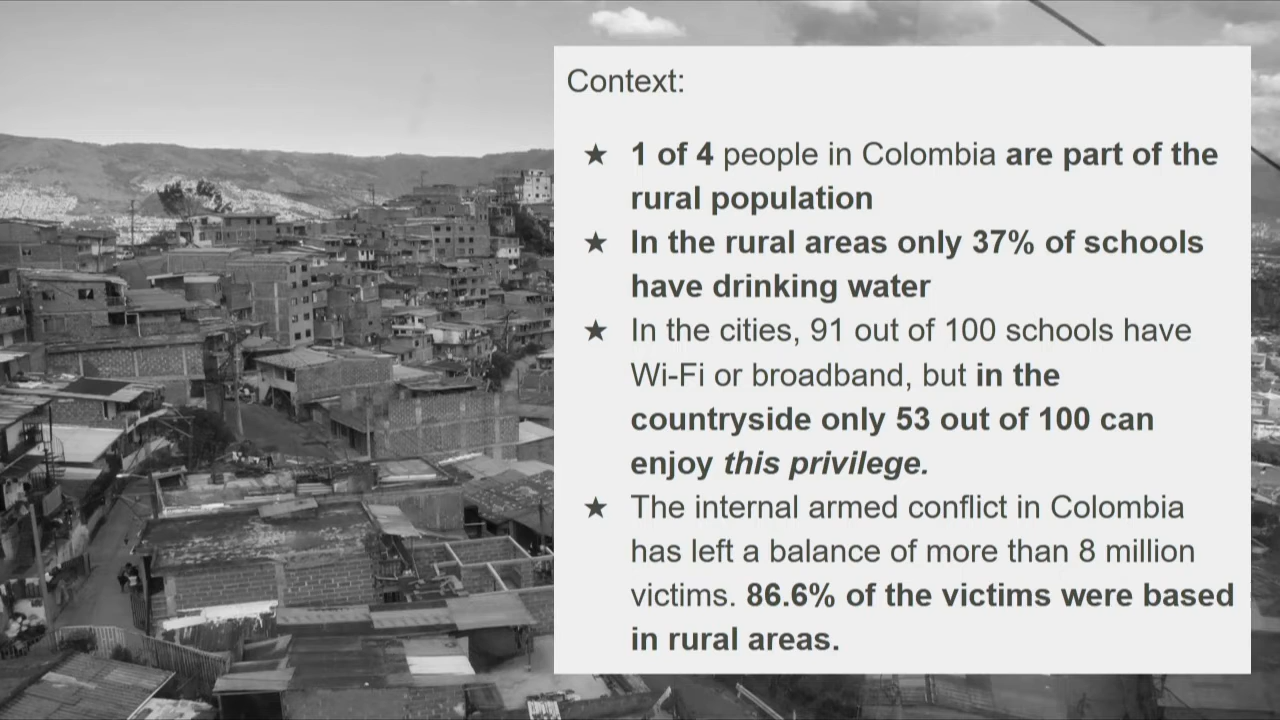 Context:
★ 1 of 4 people in Colombia are part of the
rural population
★ In the rural areas only 37% of schools
have drinking water
★ In the cities, 91 out of 100 schools have
Wi-Fi or broadband, but in the
countryside only 53 out of 100 can
enjoy this privilege.
★ The internal armed conflict in Colombia
has left a balance of more than 8 million
victims. 86.6% of the victims were based
in rural areas.